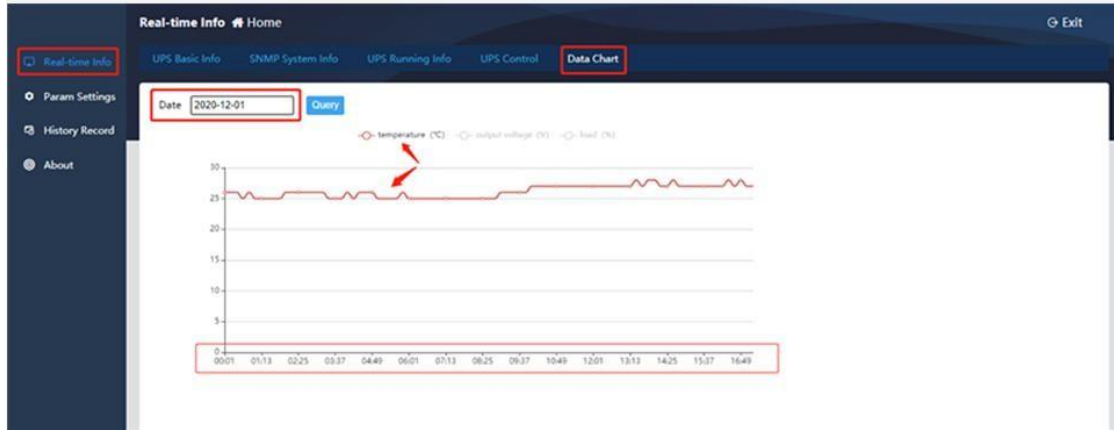 Real-time Info Home
Exit
Real-time Info
UPS Basic Info SNMP System Info UPS Running Info UPS Control Data Chart
Param Settings
Date 2020-12-01 Query
History Record
temperature (℃) output voltage (V) load (%)
About
30
25
20
15
10
5
0
00:01 01:13 02:25 03:37 04:49 06:01 07:13 08:25 09:37 10:49 12:01 13:13 14:25 15:37 16:49